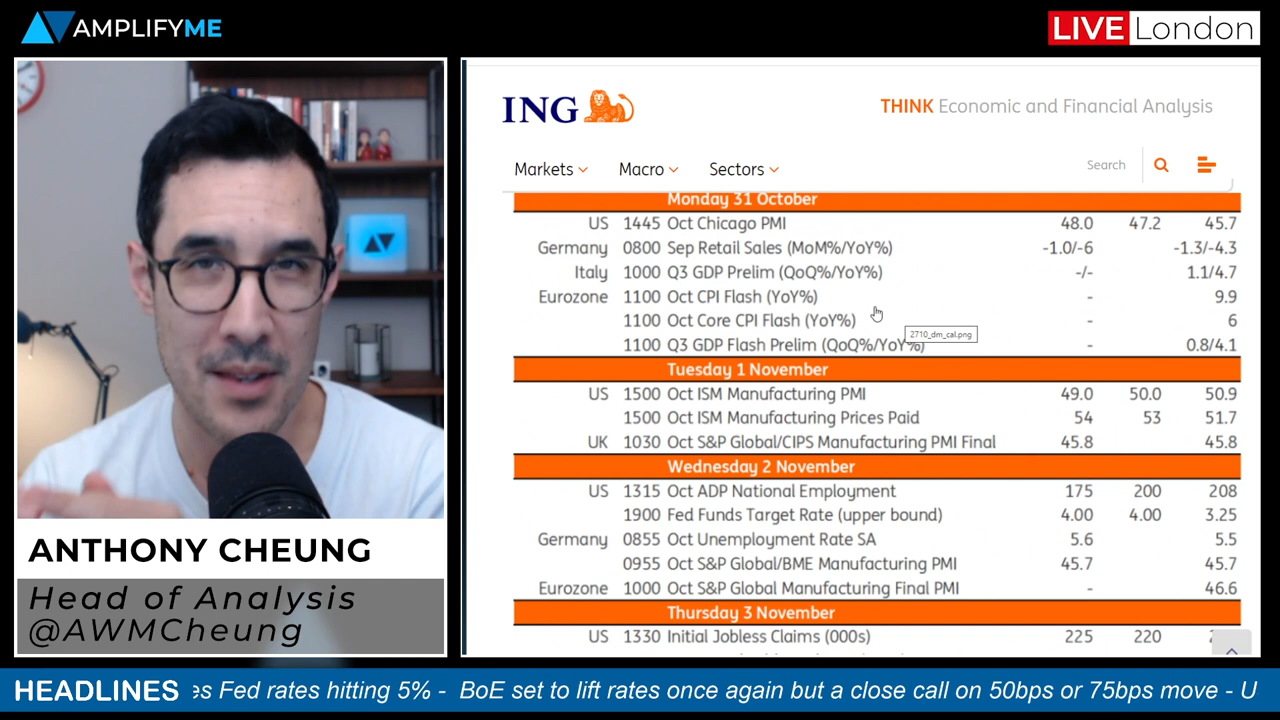 AMPLIFYME
LIVE London
ANTHONY CHEUNG
Head of Analysis
@AWMCheung
ING
THINK Economic and Financial Analysis
Markets Macro Sectors Search
Monday 31 October
US 1445 Oct Chicago PMI 48.0 47.2 45.7
Germany 0800 Sep Retail Sales (MoM%/YoY%) -1.0/-6 -1.3/-4.3
Italy 1000 Q3 GDP Prelim (QoQ%/YoY%) -/- 1.1/4.7
Eurozone 1100 Oct CPI Flash (YoY%) - 9.9
1100 Oct Core CPI Flash (YoY%) - 6
2710_dm_cal.png
1100 Q3 GDP Flash Prelim (QoQ%/YoY%) 0.8/4.1
Tuesday 1 November
US 1500 Oct ISM Manufacturing PMI 49.0 50.0 50.9
1500 Oct ISM Manufacturing Prices Paid 54 53 51.7
UK 1030 Oct S&P Global/CIPS Manufacturing PMI Final 45.8 45.8
Wednesday 2 November
US 1315 Oct ADP National Employment 175 200 208
1900 Fed Funds Target Rate (upper bound) 4.00 4.00 3.25
Germany 0855 Oct Unemployment Rate SA 5.6 5.5
0955 Oct S&P Global/BME Manufacturing PMI 45.7 45.7
Eurozone 1000 Oct S&P Global Manufacturing Final PMI - 46.6
Thursday 3 November
US 1330 Initial Jobless Claims (000s) 225 220
HEADLINES es Fed rates hitting 5% - BoE set to lift rates once again but a close call on 50bps or 75bps move - U